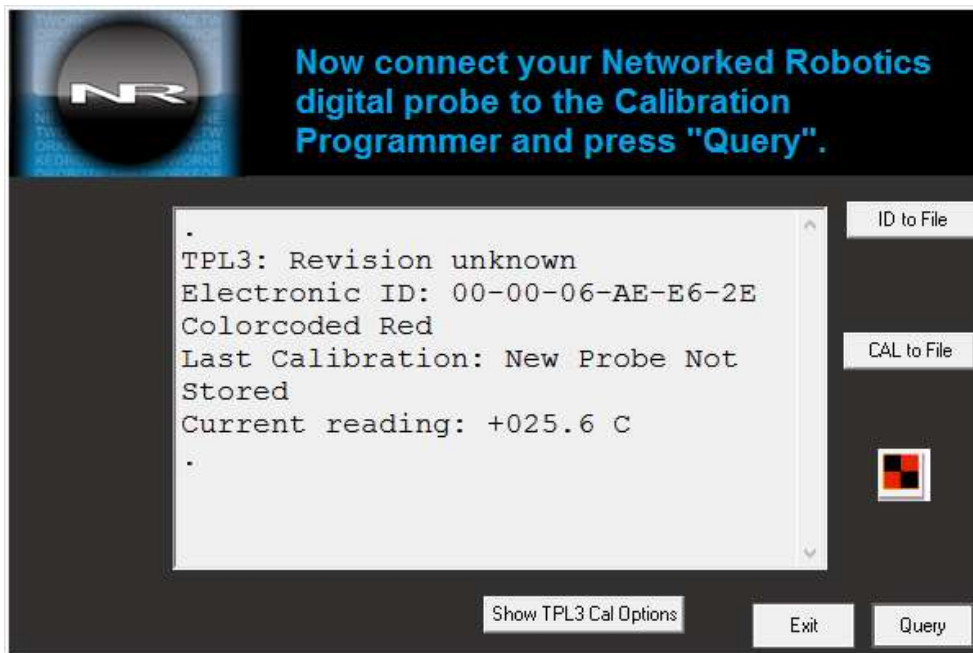 NR
Now connect your Networked Robotics
digital probe to the Calibration
Programmer and press "Query".
ID to File
.
TPL3: Revision unknown
Electronic ID: 00-00-06-AE-E6-2E
Colorcoded Red
Last Calibration: New Probe Not
Stored
Current reading: +025.6 C
.
CAL to File
Show TPL3 Cal Options
Exit
Query